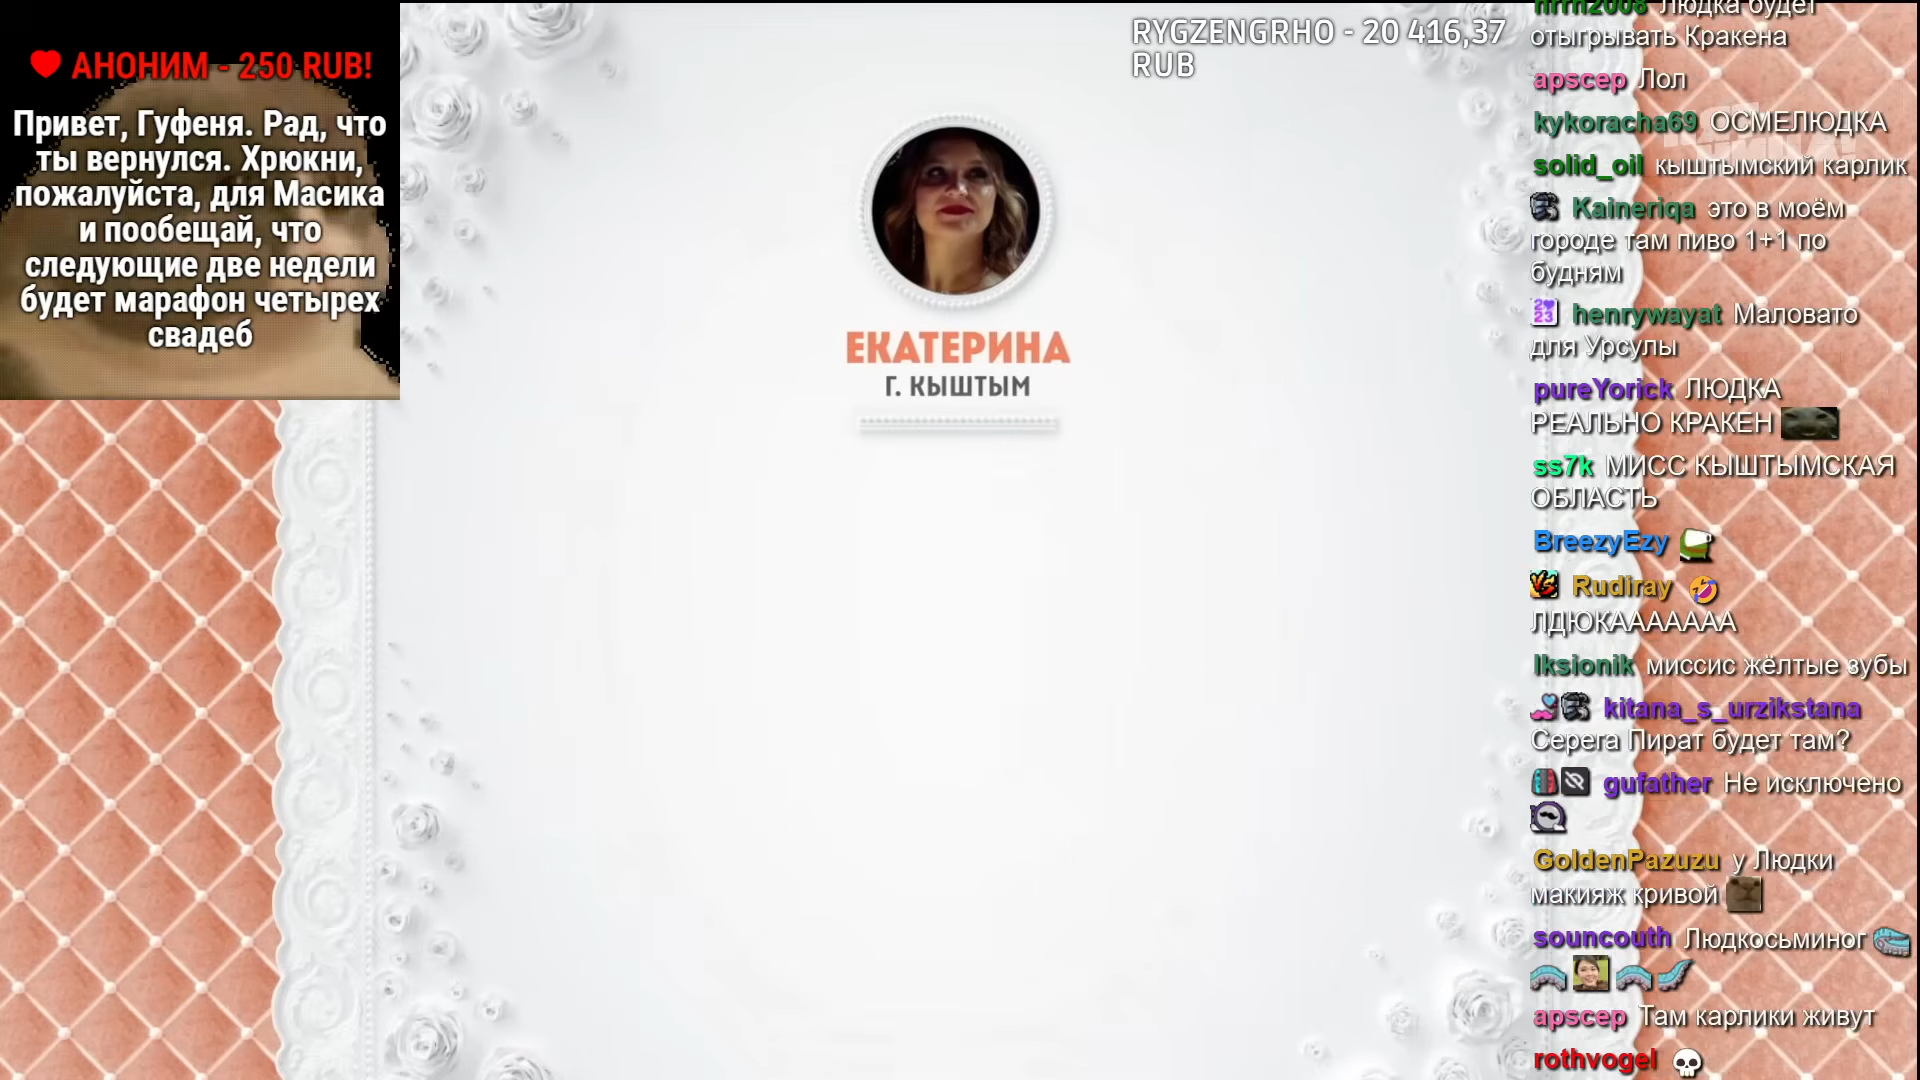 АНОНИМ - 250 RUB!
Привет, Гуфеня. Рад, что
ты вернулся. Хрюкни,
пожалуйста, для Масика
и пообещай, что
следующие две недели
будет марафон четырех
свадеб
RYGZENGRHO - 20 416,37
RUB
ЕКАТЕРИНА
Г. КЫШТЫМ
nrrn2008 Людка будет
отыгрывать Кракена
apscep Лол
kykoracha69 ОСМЕЛЮДКА
solid_oil кыштымский карлик
Kaineriqa это в моём
городе там пиво 1+1 по
будням
henrywayat Маловато
для Урсулы
pureYorick ЛЮДКА
РЕАЛЬНО КРАКЕН
ss7k МИСС КЫШТЫМСКАЯ
ОБЛАСТЬ
BreezyEzy
Rudiray
ЛДЮКААААААА
Iksionik миссис жёлтые зубы
kitana_s_urzikstana
Серега Пират будет там?
gufather Не исключено
GoldenPazuzu у Людки
макияж кривой
souncouth Людкосьминог
apscep Там карлики живут
rothvogel